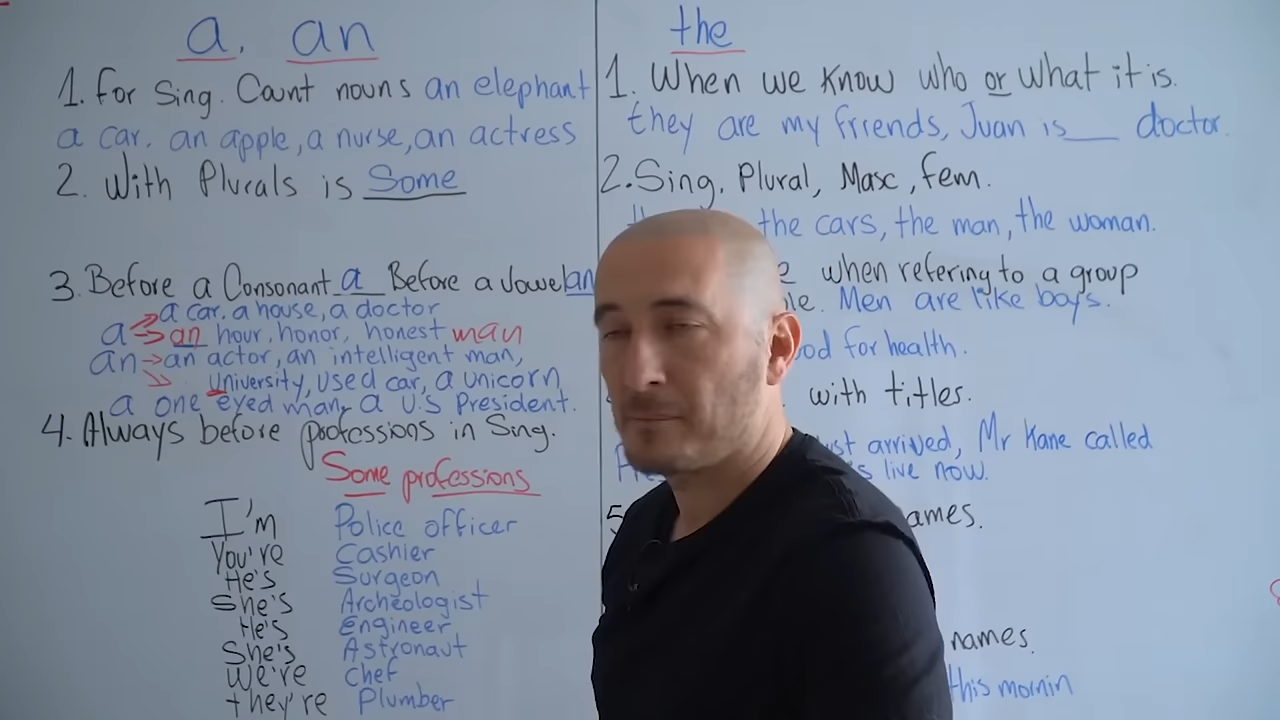 a, an
1. For Sing. Count nouns an elephant
a car, an apple, a nurse, an actress
2. With Plurals is Some
3. Before a Consonant a Before a Vowel an
a car, a house, a doctor
a → an hour, honor, honest man
an → an actor, an intelligent man,
university, used car, a unicorn
a one eyed man, a U.S President.
4. Always before professions in Sing.
Some professions
I'm Police officer
You're Cashier
He's Surgeon
She's Archeologist
He's Engineer
She's Astronaut
We're Chef
they're Plumber
the
1. When we know who or what it is.
they are my friends, Juan is ___ doctor.
2. Sing, Plural, Masc, fem.
the cars, the man, the woman.
when refering to a group
Men are like boys.
for health.
with titles.
arrived, Mr Kane called
live now.
names.
this mornin